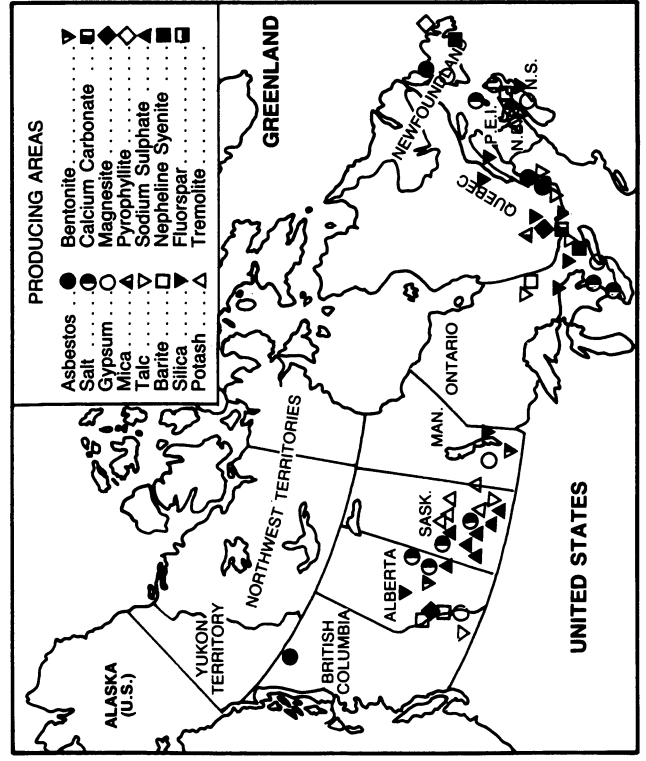 PRODUCING AREAS
Asbestos
Salt
Gypsum
Mica
Talc
Barite
Silica
Potash
Bentonite
Calcium Carbonate
Magnesite
Pyrophyllite
Sodium Sulphate
Nepheline Syenite
Fluorspar
Tremolite
GREENLAND
ALASKA
(U.S.)
YUKON
TERRITORY
NORTHWEST TERRITORIES
BRITISH
COLUMBIA
ALBERTA
SASK.
MAN.
ONTARIO
QUEBEC
NEWFOUNDLAND
P.E.I.
N.B.
N.S.
UNITED STATES